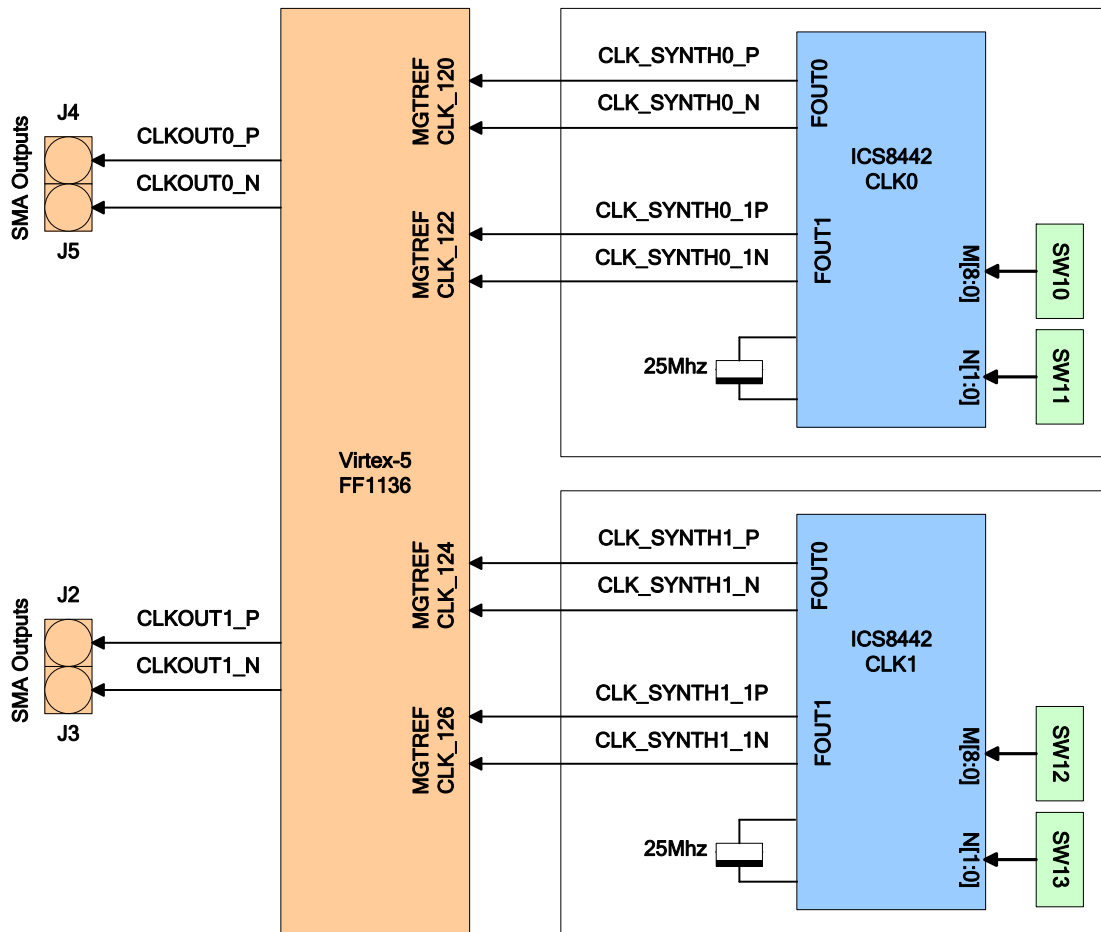 SMA Outputs
J4
J5
CLKOUT0_P
CLKOUT0_N
SMA Outputs
J2
J3
CLKOUT1_P
CLKOUT1_N
Virtex-5
FF1136
MGTREF
CLK_120
MGTREF
CLK_122
MGTREF
CLK_124
MGTREF
CLK_126
CLK_SYNTH0_P
CLK_SYNTH0_N
CLK_SYNTH0_1P
CLK_SYNTH0_1N
25Mhz
FOUT0
FOUT1
ICS8442
CLK0
M[8:0]
N[1:0]
SW10
SW11
CLK_SYNTH1_P
CLK_SYNTH1_N
CLK_SYNTH1_1P
CLK_SYNTH1_1N
25Mhz
FOUT0
FOUT1
ICS8442
CLK1
M[8:0]
N[1:0]
SW12
SW13